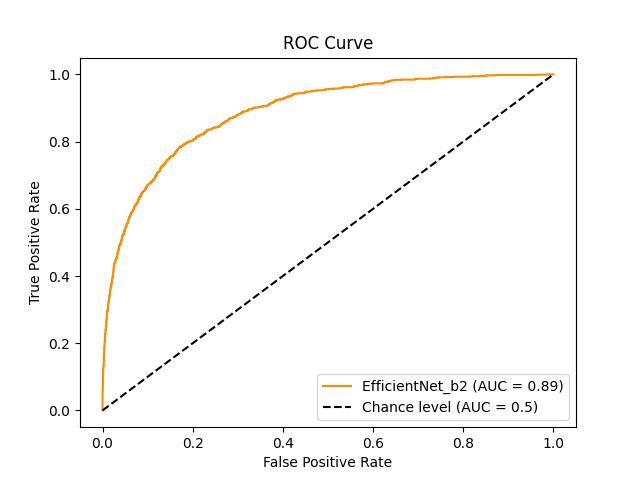 ROC Curve
1.0
0.8
0.6
0.4
0.2
0.0
True Positive Rate
EfficientNet_b2 (AUC = 0.89)
Chance level (AUC = 0.5)
0.0 0.2 0.4 0.6 0.8 1.0
False Positive Rate